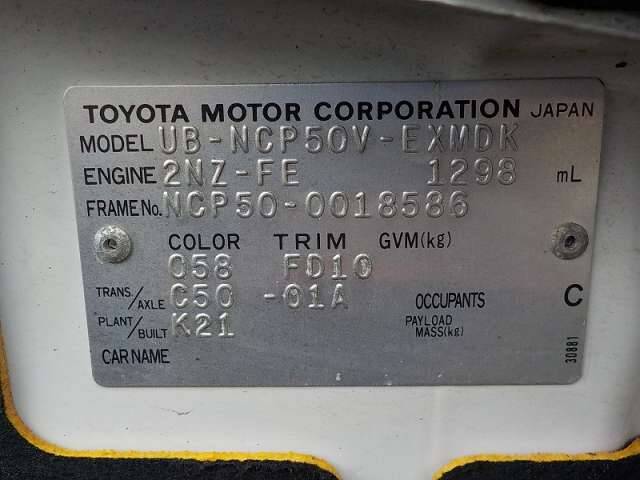 TOYOTA MOTOR CORPORATION JAPAN
MODEL UB-NCP50V-EXMDK
ENGINE 2NZ-FE 1298 mL
FRAME No. NCP50-0018586
COLOR TRIM GVM(kg)
058 FD10
TRANS/AXLE C50 -01A OCCUPANTS C
PLANT/BUILT K21 PAYLOAD MASS(kg)
CAR NAME
30881